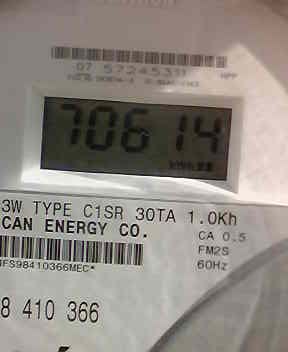 07 57245311
70614
3W TYPE C1SR 30TA 1.0Kh
CAN ENERGY CO.
CA 0.5
FM2S
60Hz
IFS98410366MEC*
8 410 366